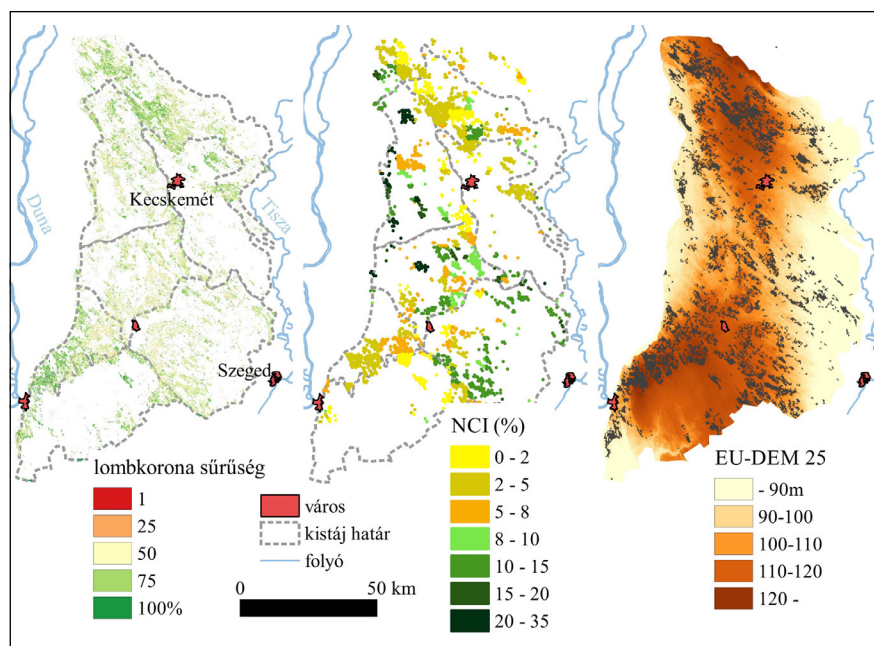 Duna
Kecskemét
Tisza
Szeged
lombkorona sűrűség
1
25
50
75
100%
város
kistáj határ
folyó
0 50 km
NCI (%)
0 - 2
2 - 5
5 - 8
8 - 10
10 - 15
15 - 20
20 - 35
EU-DEM 25
- 90m
90-100
100-110
110-120
120 -